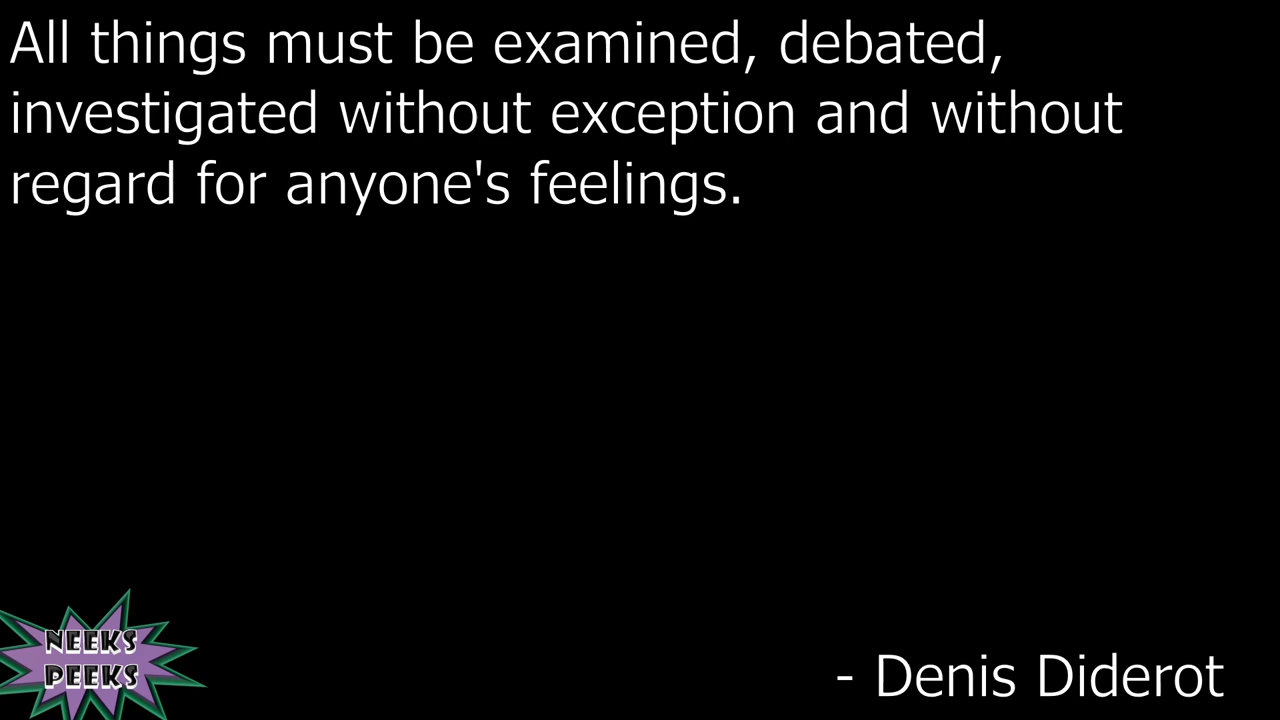 All things must be examined, debated,
investigated without exception and without
regard for anyone's feelings.
NEEKS
PEEKS
- Denis Diderot